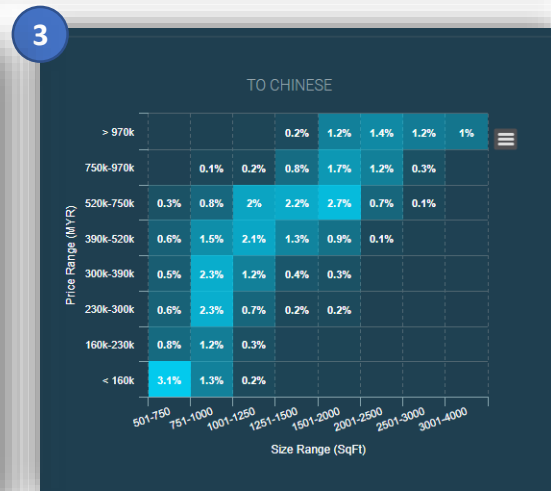 3
TO CHINESE
> 970k 0.2% 1.2% 1.4% 1.2% 1%
750k-970k 0.1% 0.2% 0.8% 1.7% 1.2% 0.3%
520k-750k 0.3% 0.8% 2% 2.2% 2.7% 0.7% 0.1%
390k-520k 0.6% 1.5% 2.1% 1.3% 0.9% 0.1%
300k-390k 0.5% 2.3% 1.2% 0.4% 0.3%
230k-300k 0.6% 2.3% 0.7% 0.2% 0.2%
160k-230k 0.8% 1.2% 0.3%
< 160k 3.1% 1.3% 0.2%
Price Range (MYR)
501-750 751-1000 1001-1250 1251-1500 1501-2000 2001-2500 2501-3000 3001-4000
Size Range (SqFt)